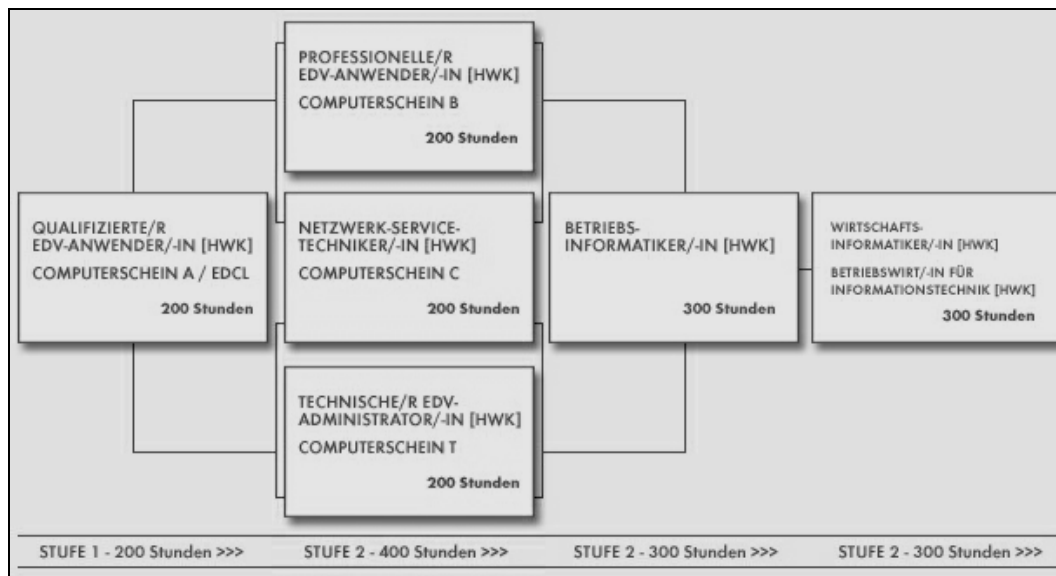 PROFESSIONELLE/R
EDV-ANWENDER/-IN [HWK]
COMPUTERSCHEIN B
200 Stunden
QUALIFIZIERTE/R
EDV-ANWENDER/-IN [HWK]
COMPUTERSCHEIN A / EDCL
200 Stunden
NETZWERK-SERVICE-
TECHNIKER/-IN [HWK]
COMPUTERSCHEIN C
200 Stunden
BETRIEBS-
INFORMATIKER/-IN [HWK]
300 Stunden
WIRTSCHAFTS-
INFORMATIKER/-IN [HWK]
BETRIEBSWIRT/-IN FÜR
INFORMATIONSTECHNIK [HWK]
300 Stunden
TECHNISCHE/R EDV-
ADMINISTRATOR/-IN [HWK]
COMPUTERSCHEIN T
200 Stunden
STUFE 1 - 200 Stunden >>>
STUFE 2 - 400 Stunden >>>
STUFE 2 - 300 Stunden >>>
STUFE 2 - 300 Stunden >>>